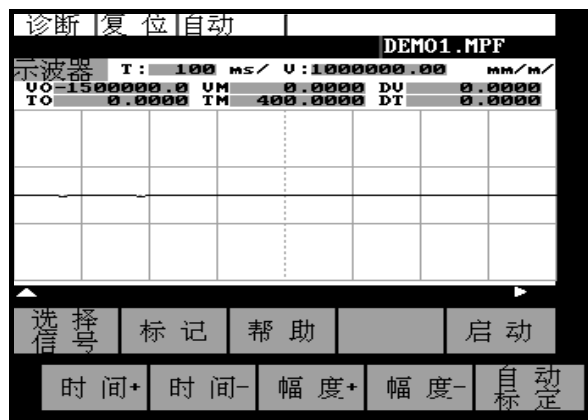 诊断 复 位 自动
DEMO1.MPF
示波器 T: 100 ms/ V:1000000.00 mm/m/
VO-1500000.0 VM 0.0000 DV 0.0000
TO 0.0000 TM 400.0000 DT 0.0000
选 择 信 号 标 记 帮 助 启 动
时 间+ 时 间- 幅 度+ 幅 度- 自 动 标 定